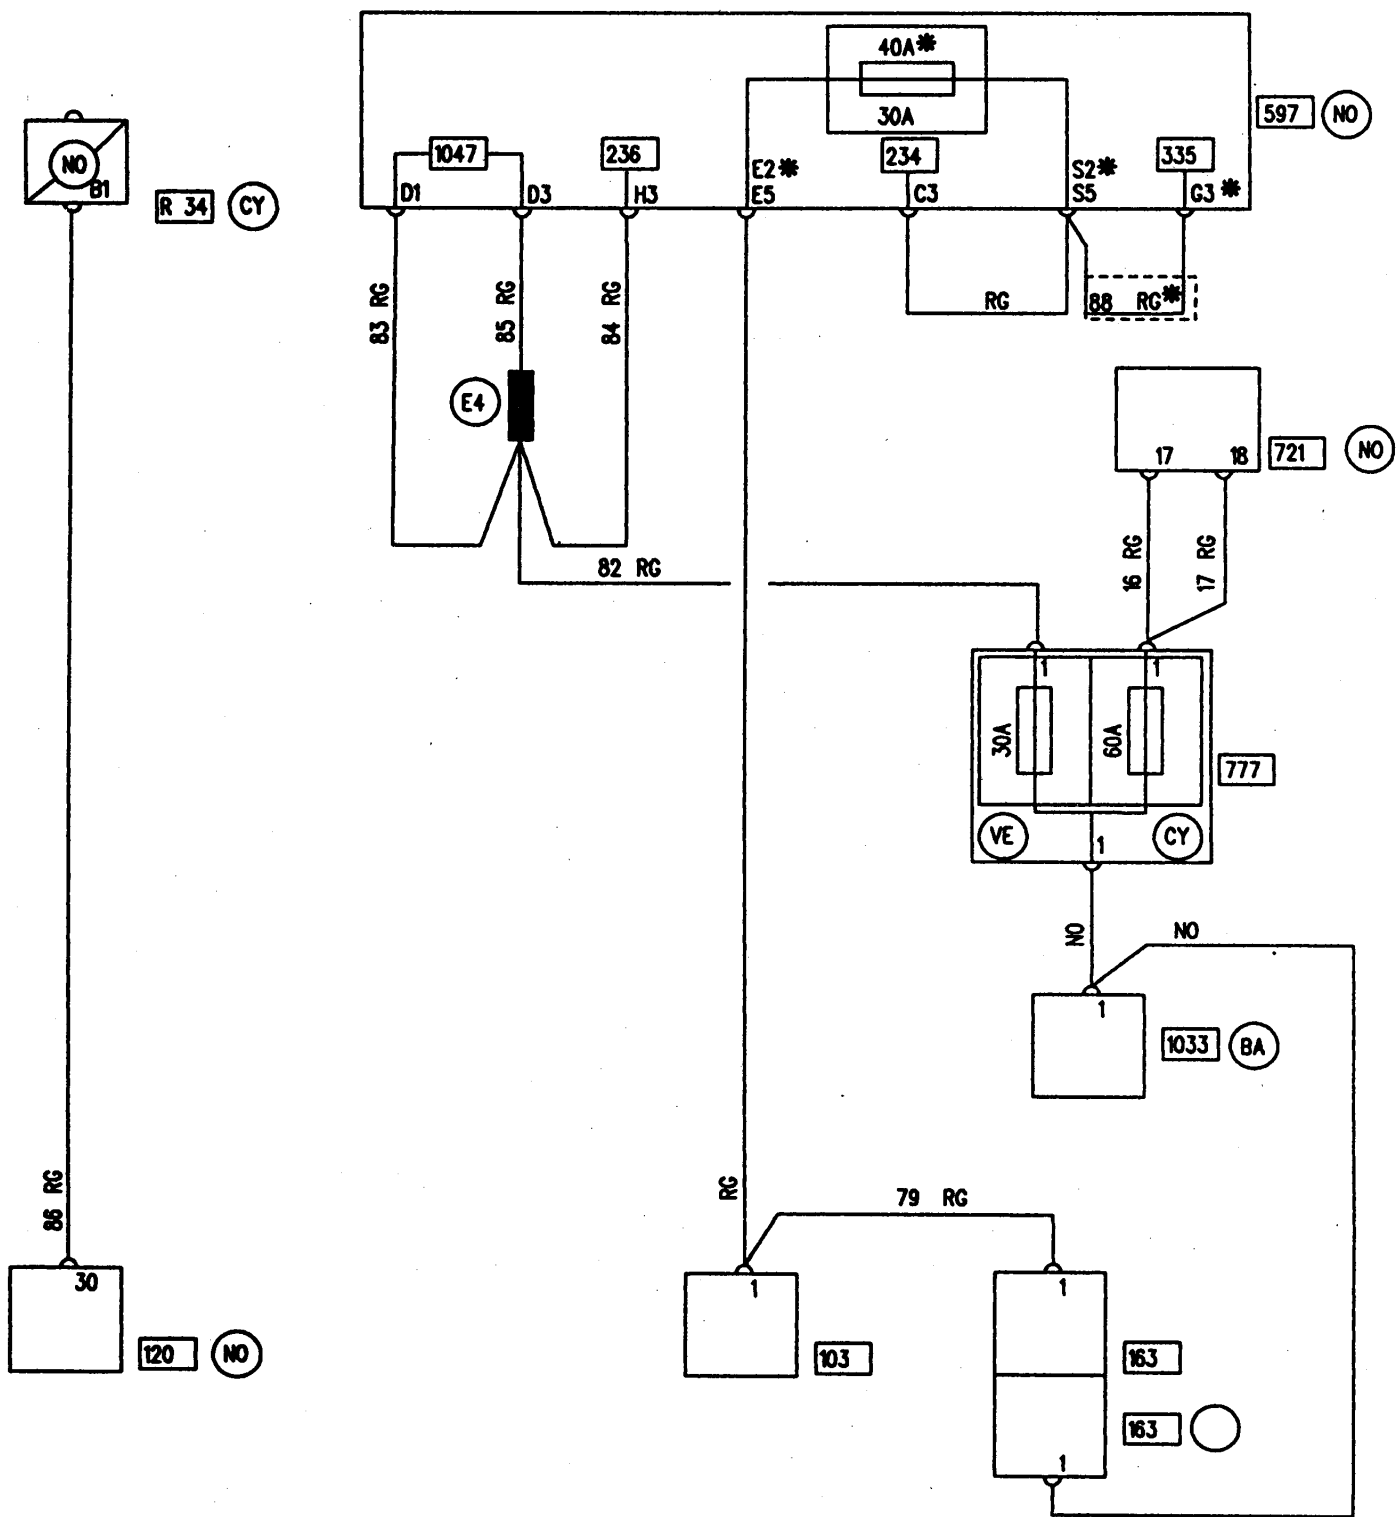 40A*
30A
597 NO
NO
B1
R 34 CY
1047
236
234
335
E2*
S2*
D1 D3 H3 E5 C3 S5 G3*
83 RG
85 RG
84 RG
RG
88 RG*
E4
17 18
721 NO
82 RG
16 RG
17 RG
1 1
30A
60A
777
VE CY
1
NO
NO
1
1033 BA
86 RG
RG
79 RG
30
1
1
120 NO
103
163
163
1